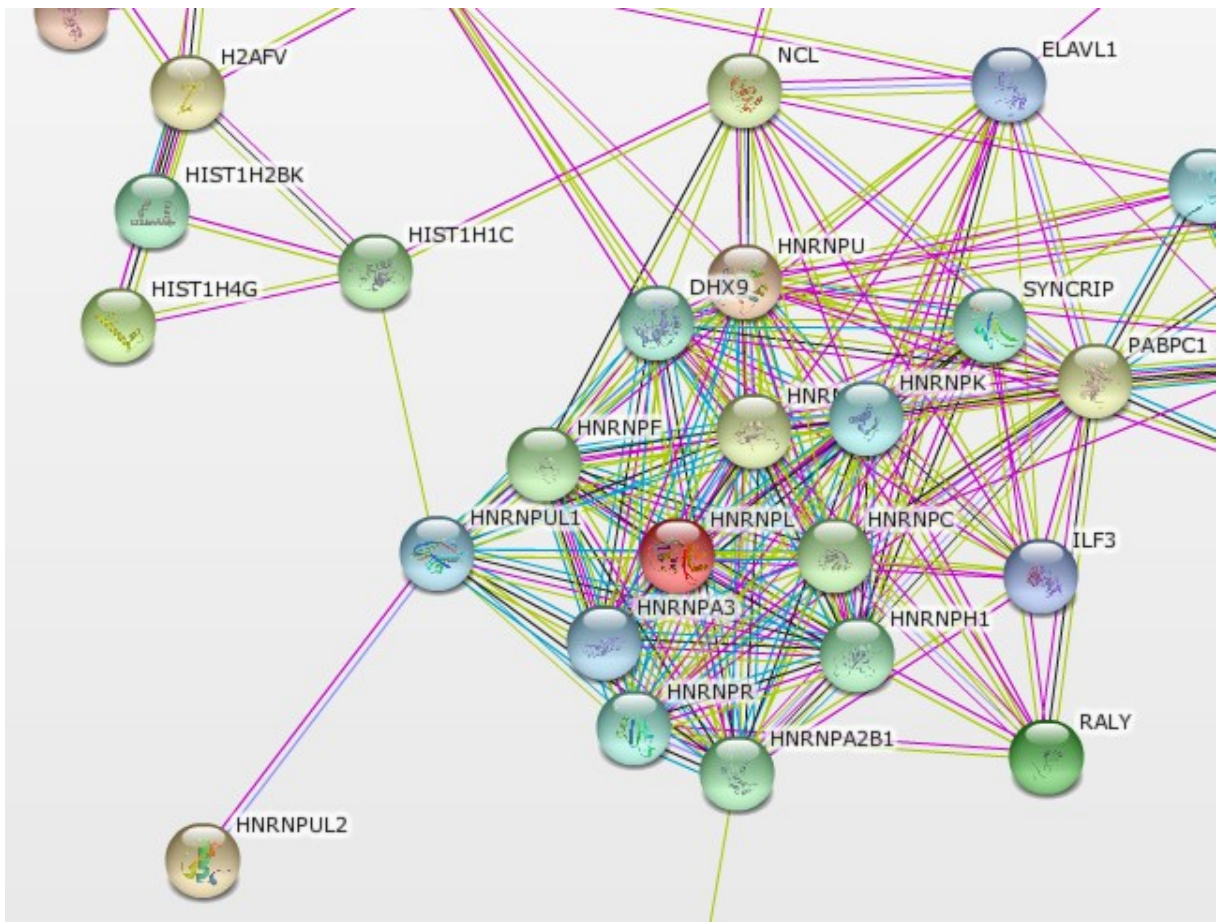 NCL
ELAVL1
H2AFV
HIST1H2BK
HIST1H1C
HNRNPU
HIST1H4G
DHX9
SYNCRIP
PABPC1
HNRNPK
HNRNPF
HNRNPUL1
HNRNPL
HNRNPC
ILF3
HNRNPA3
HNRNPH1
HNRNPR
HNRNPA2B1
RALY
HNRNPUL2